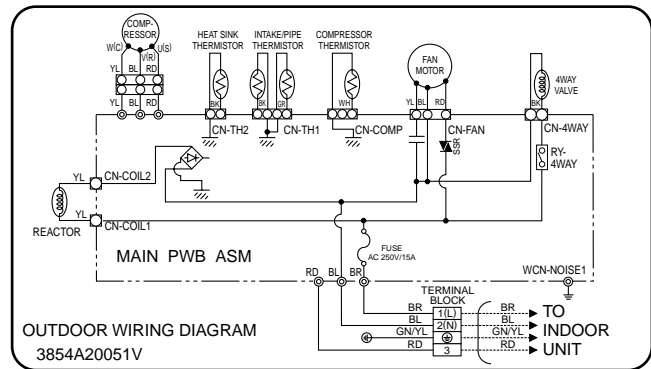 COMP-
RESSOR
W(C) V(R) U(S)
HEAT SINK
THERMISTOR
INTAKE/PIPE
THERMISTOR
COMPRESSOR
THERMISTOR
FAN
MOTOR
4WAY
VALVE
YL BL RD
YL BL RD
BK
BK GR
WH
YL BL RD
BK
CN-TH2
CN-TH1
CN-COMP
CN-FAN
CN-4WAY
SSR
RY-
4WAY
YL CN-COIL2
YL CN-COIL1
REACTOR
MAIN PWB ASM
FUSE
AC 250V/15A
RD BL BR
WCN-NOISE1
TERMINAL
BLOCK
BR 1(L) BR
BL 2(N) BL
GN/YL GN/YL
RD 3 RD
TO
INDOOR
UNIT
OUTDOOR WIRING DIAGRAM
3854A20051V